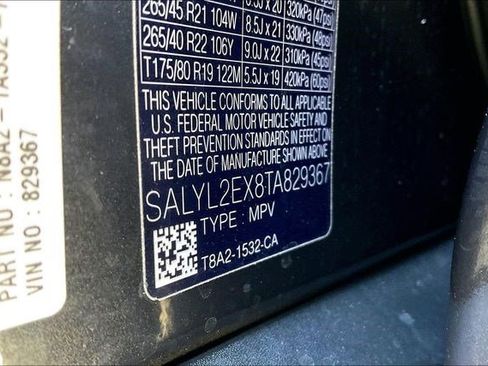 265/45 R21 104W 8.5J x 21 330kPa (48psi)
265/40 R22 106Y 9.0J x 22 310kPa (45psi)
T175/80 R19 122M 5.5J x 19 420kPa (60psi)
THIS VEHICLE CONFORMS TO ALL APPLICABLE
U.S. FEDERAL MOTOR VEHICLE SAFETY AND
THEFT PREVENTION STANDARDS IN EFFECT ON
THE DATE OF MANUFACTURE SHOWN ABOVE.
SALYL2EX8TA829367
TYPE : MPV
T8A2-1532-CA
PART NO : N8A2-
VIN NO : 829367